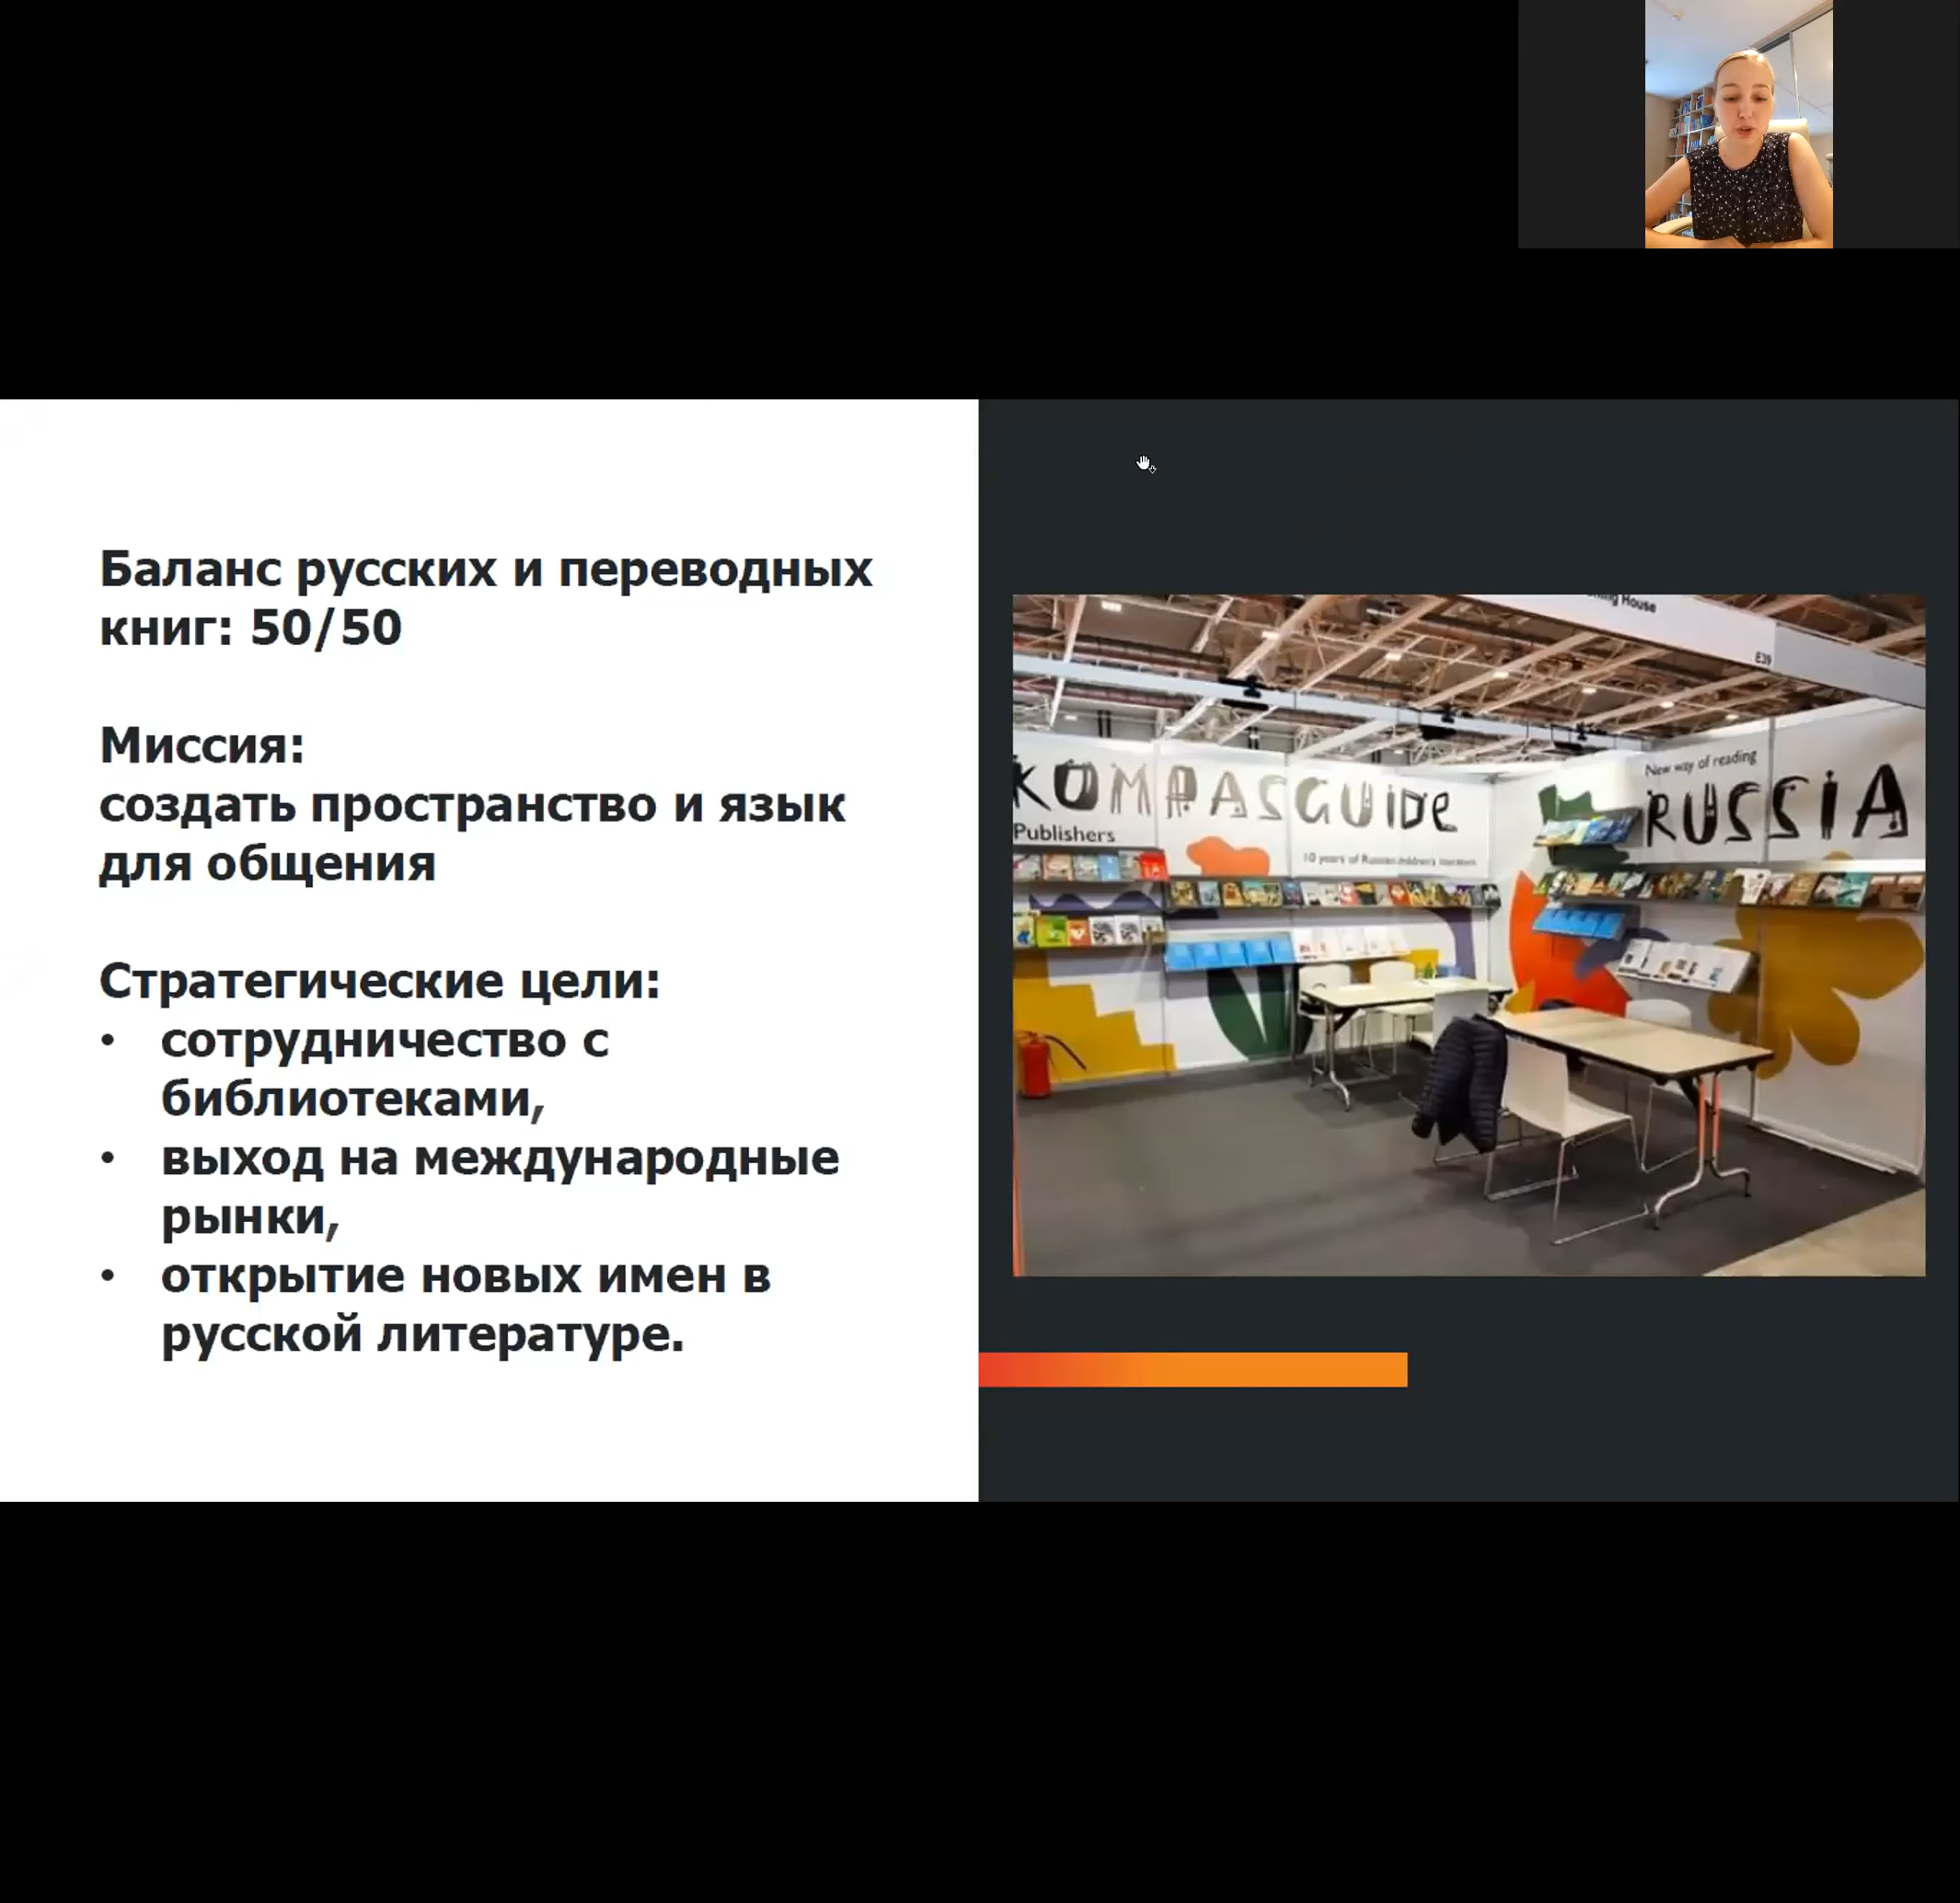 Баланс русских и переводных
книг: 50/50
Миссия:
создать пространство и язык
для общения
Стратегические цели:
• сотрудничество с
библиотеками,
• выход на международные
рынки,
• открытие новых имен в
русской литературе.
House
E39
KOMPASGUIDE
Publishers
10 years of Russian children's literature
New way of reading
RUSSIA